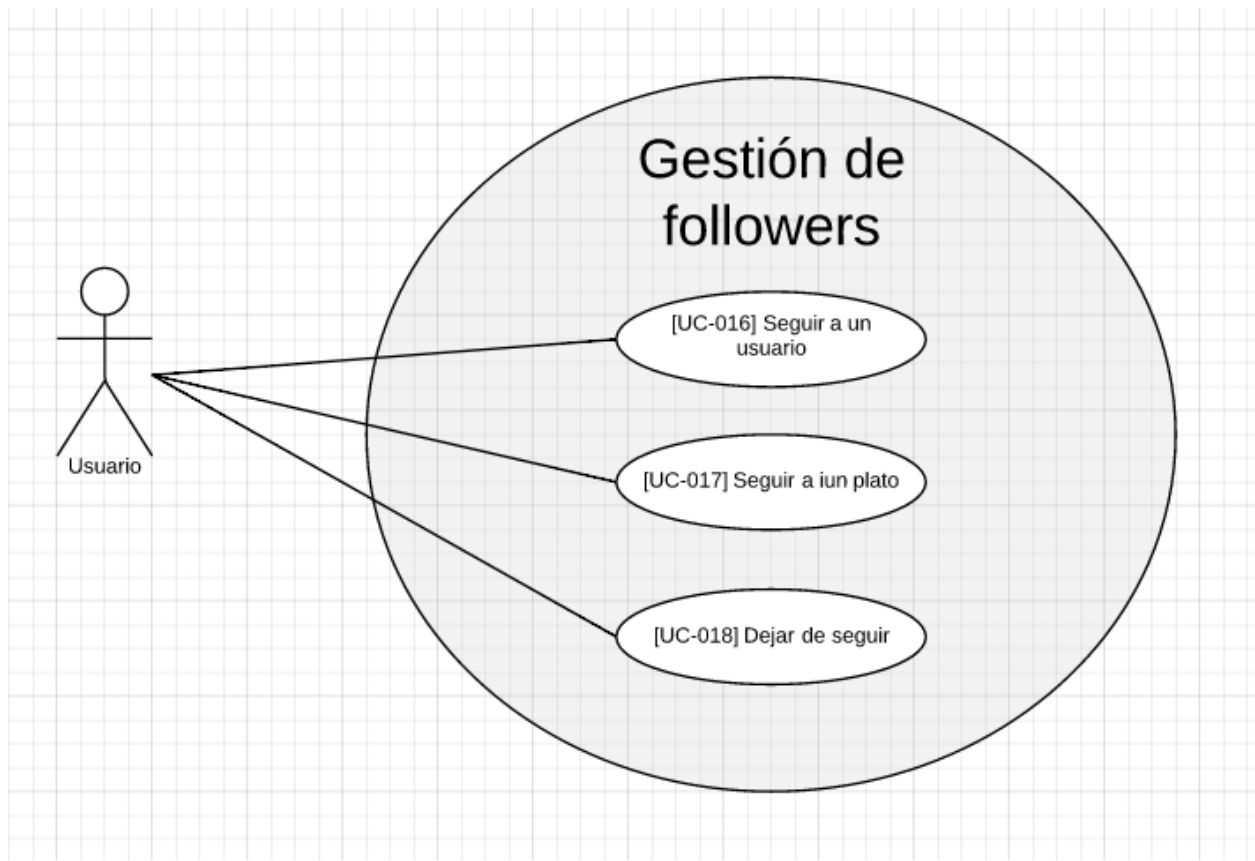 Gestión de
followers
[UC-016] Seguir a un
usuario
Usuario
[UC-017] Seguir a iun plato
[UC-018] Dejar de seguir